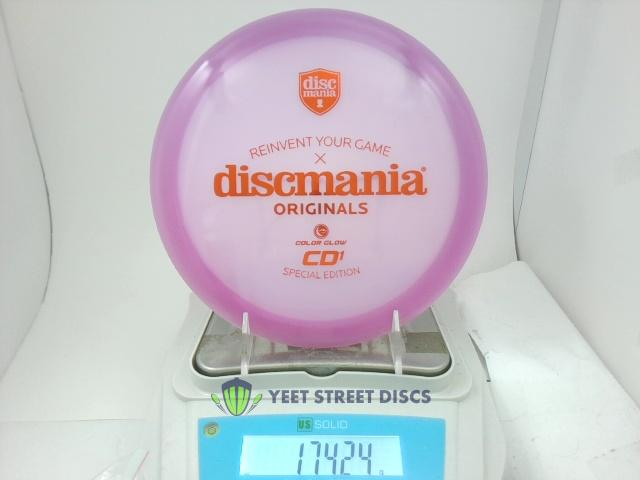 disc
mania
REINVENT YOUR GAME
X
discmania®
ORIGINALS
COLOR GLOW
CD1
SPECIAL EDITION
YEET STREET DISCS
US SOLID
174.24 g